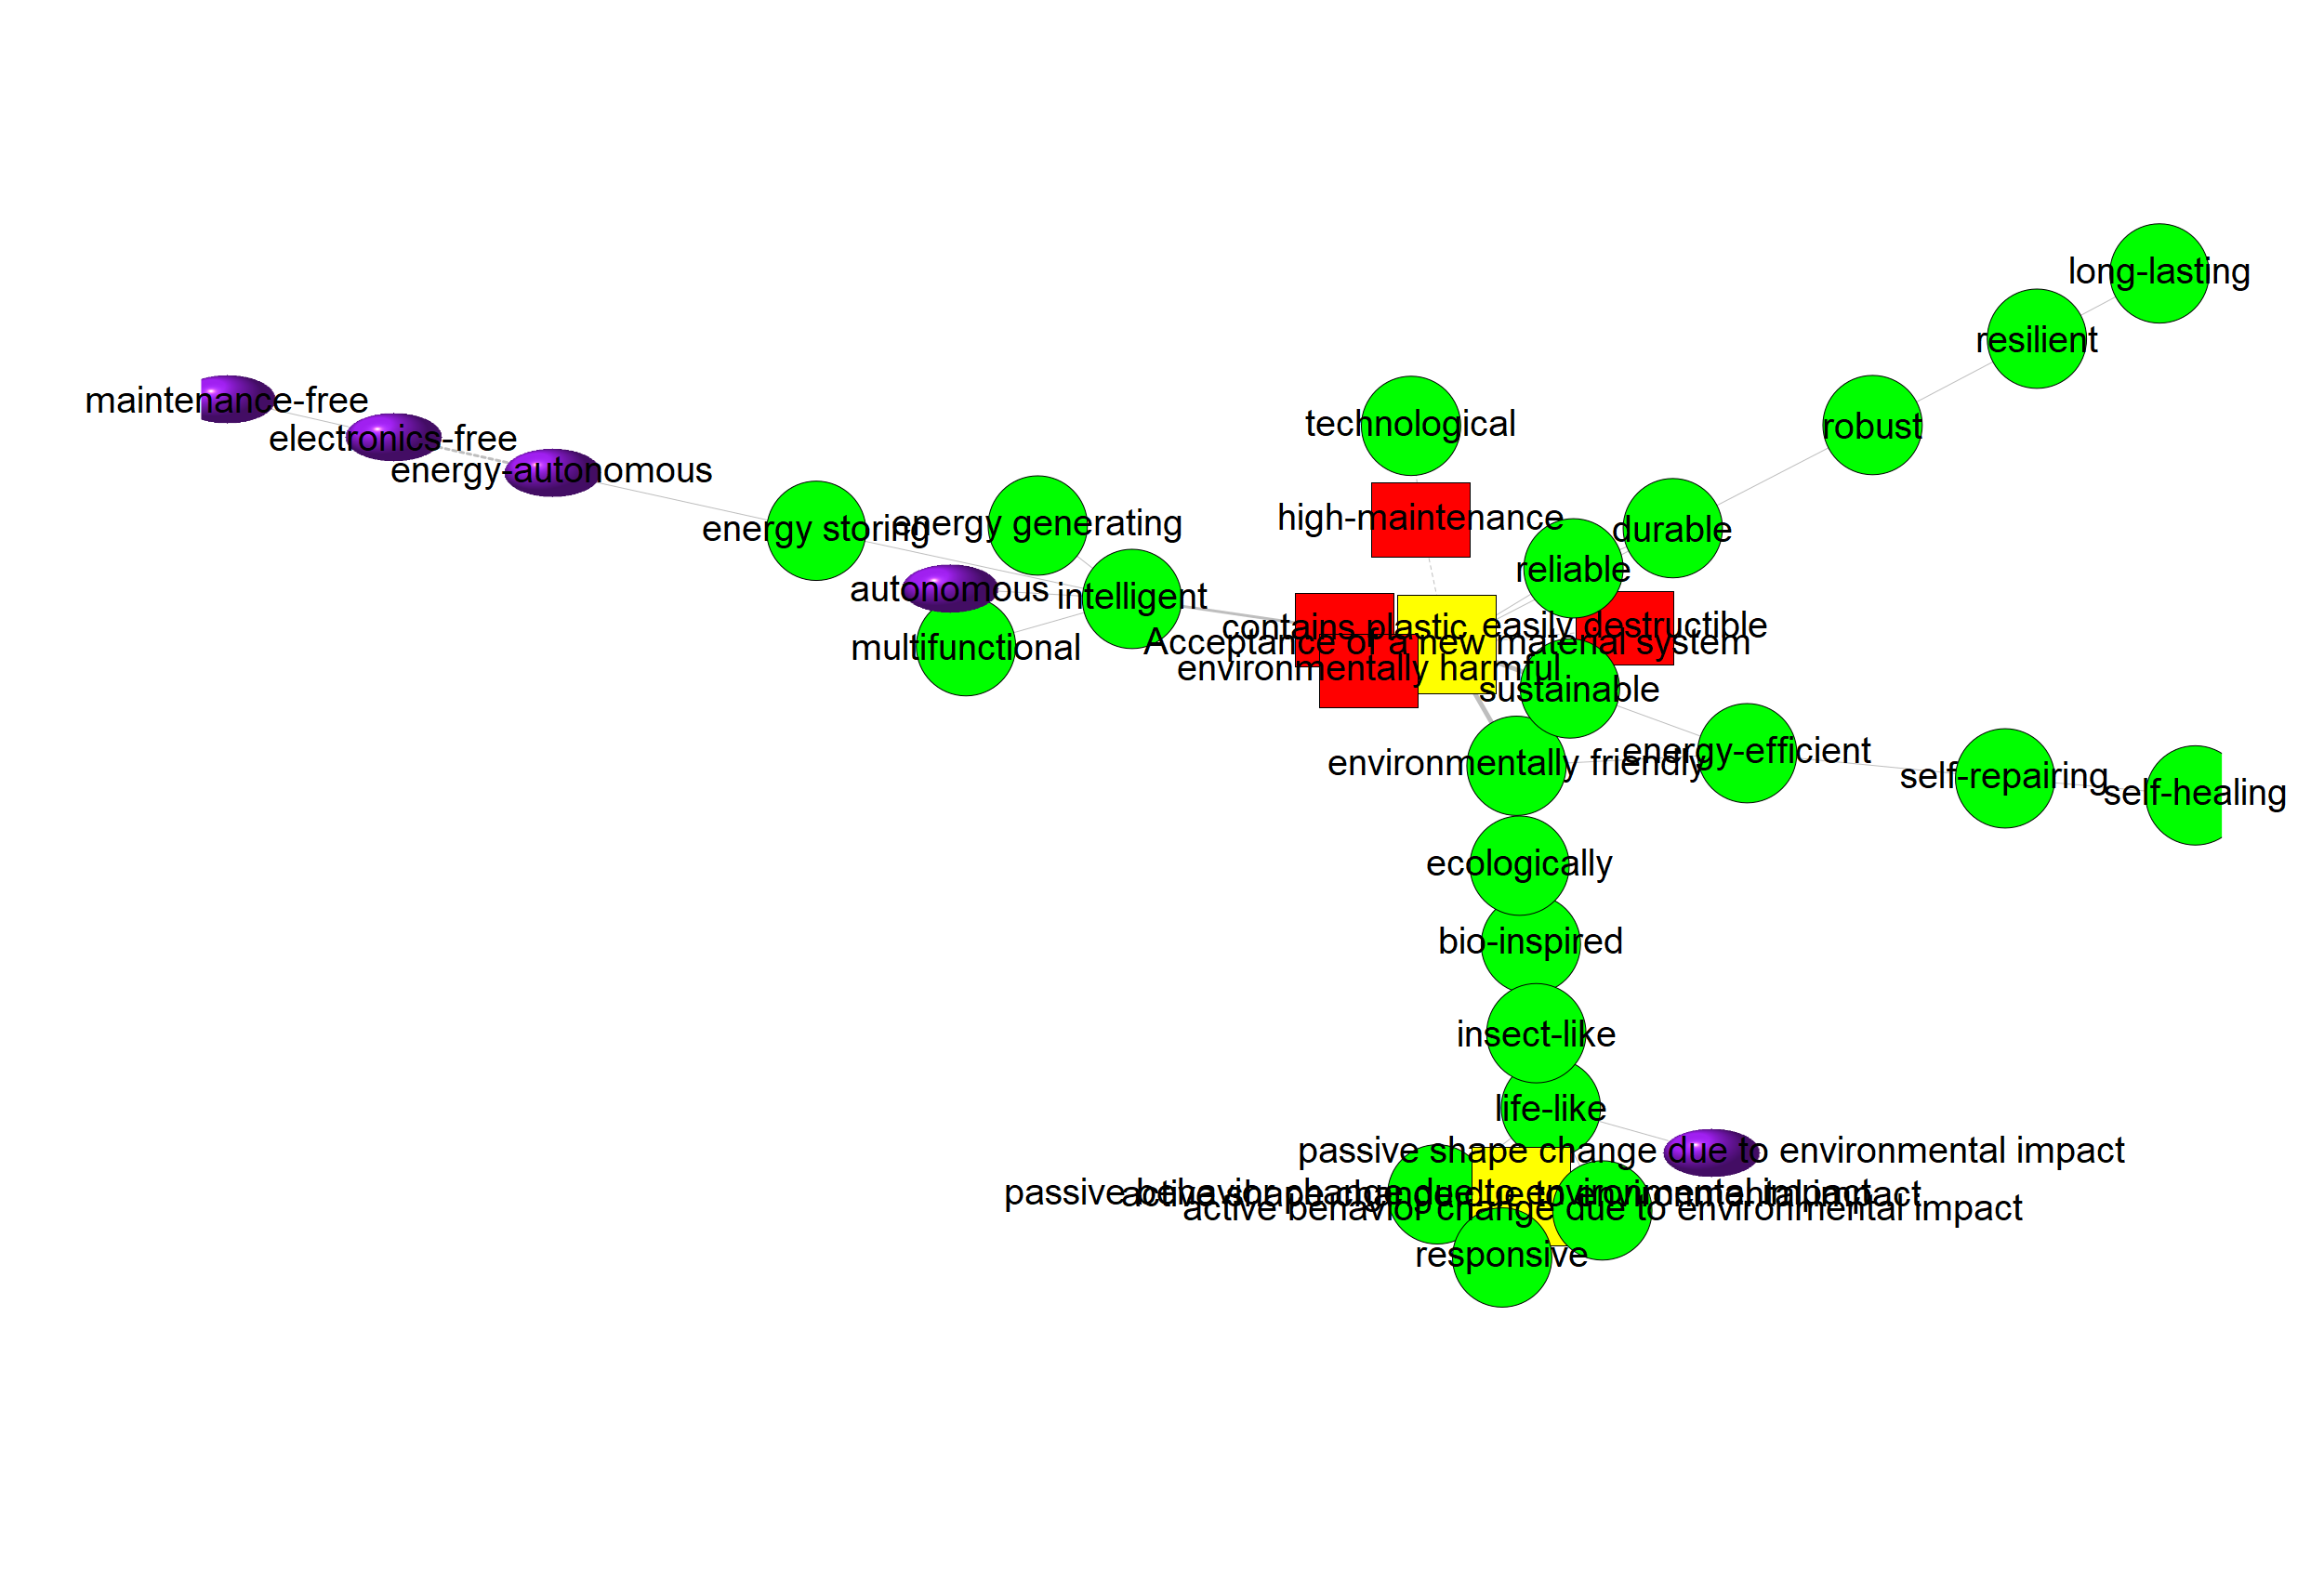 long-lasting
resilient
maintenance-free
technological
robust
electronics-free
energy-autonomous
high-maintenance
energy storing
energy generating
durable
reliable
autonomous
intelligent
contains plastic
easily destructible
Acceptance of a new material system
multifunctional
environmentally harmful
sustainable
energy-efficient
environmentally friendly
self-repairing
self-healing
ecologically
bio-inspired
insect-like
life-like
passive shape change due to environmental impact
passive behavior change due to environmental impact
active shape change due to environmental impact
active behavior change due to environmental impact
responsive